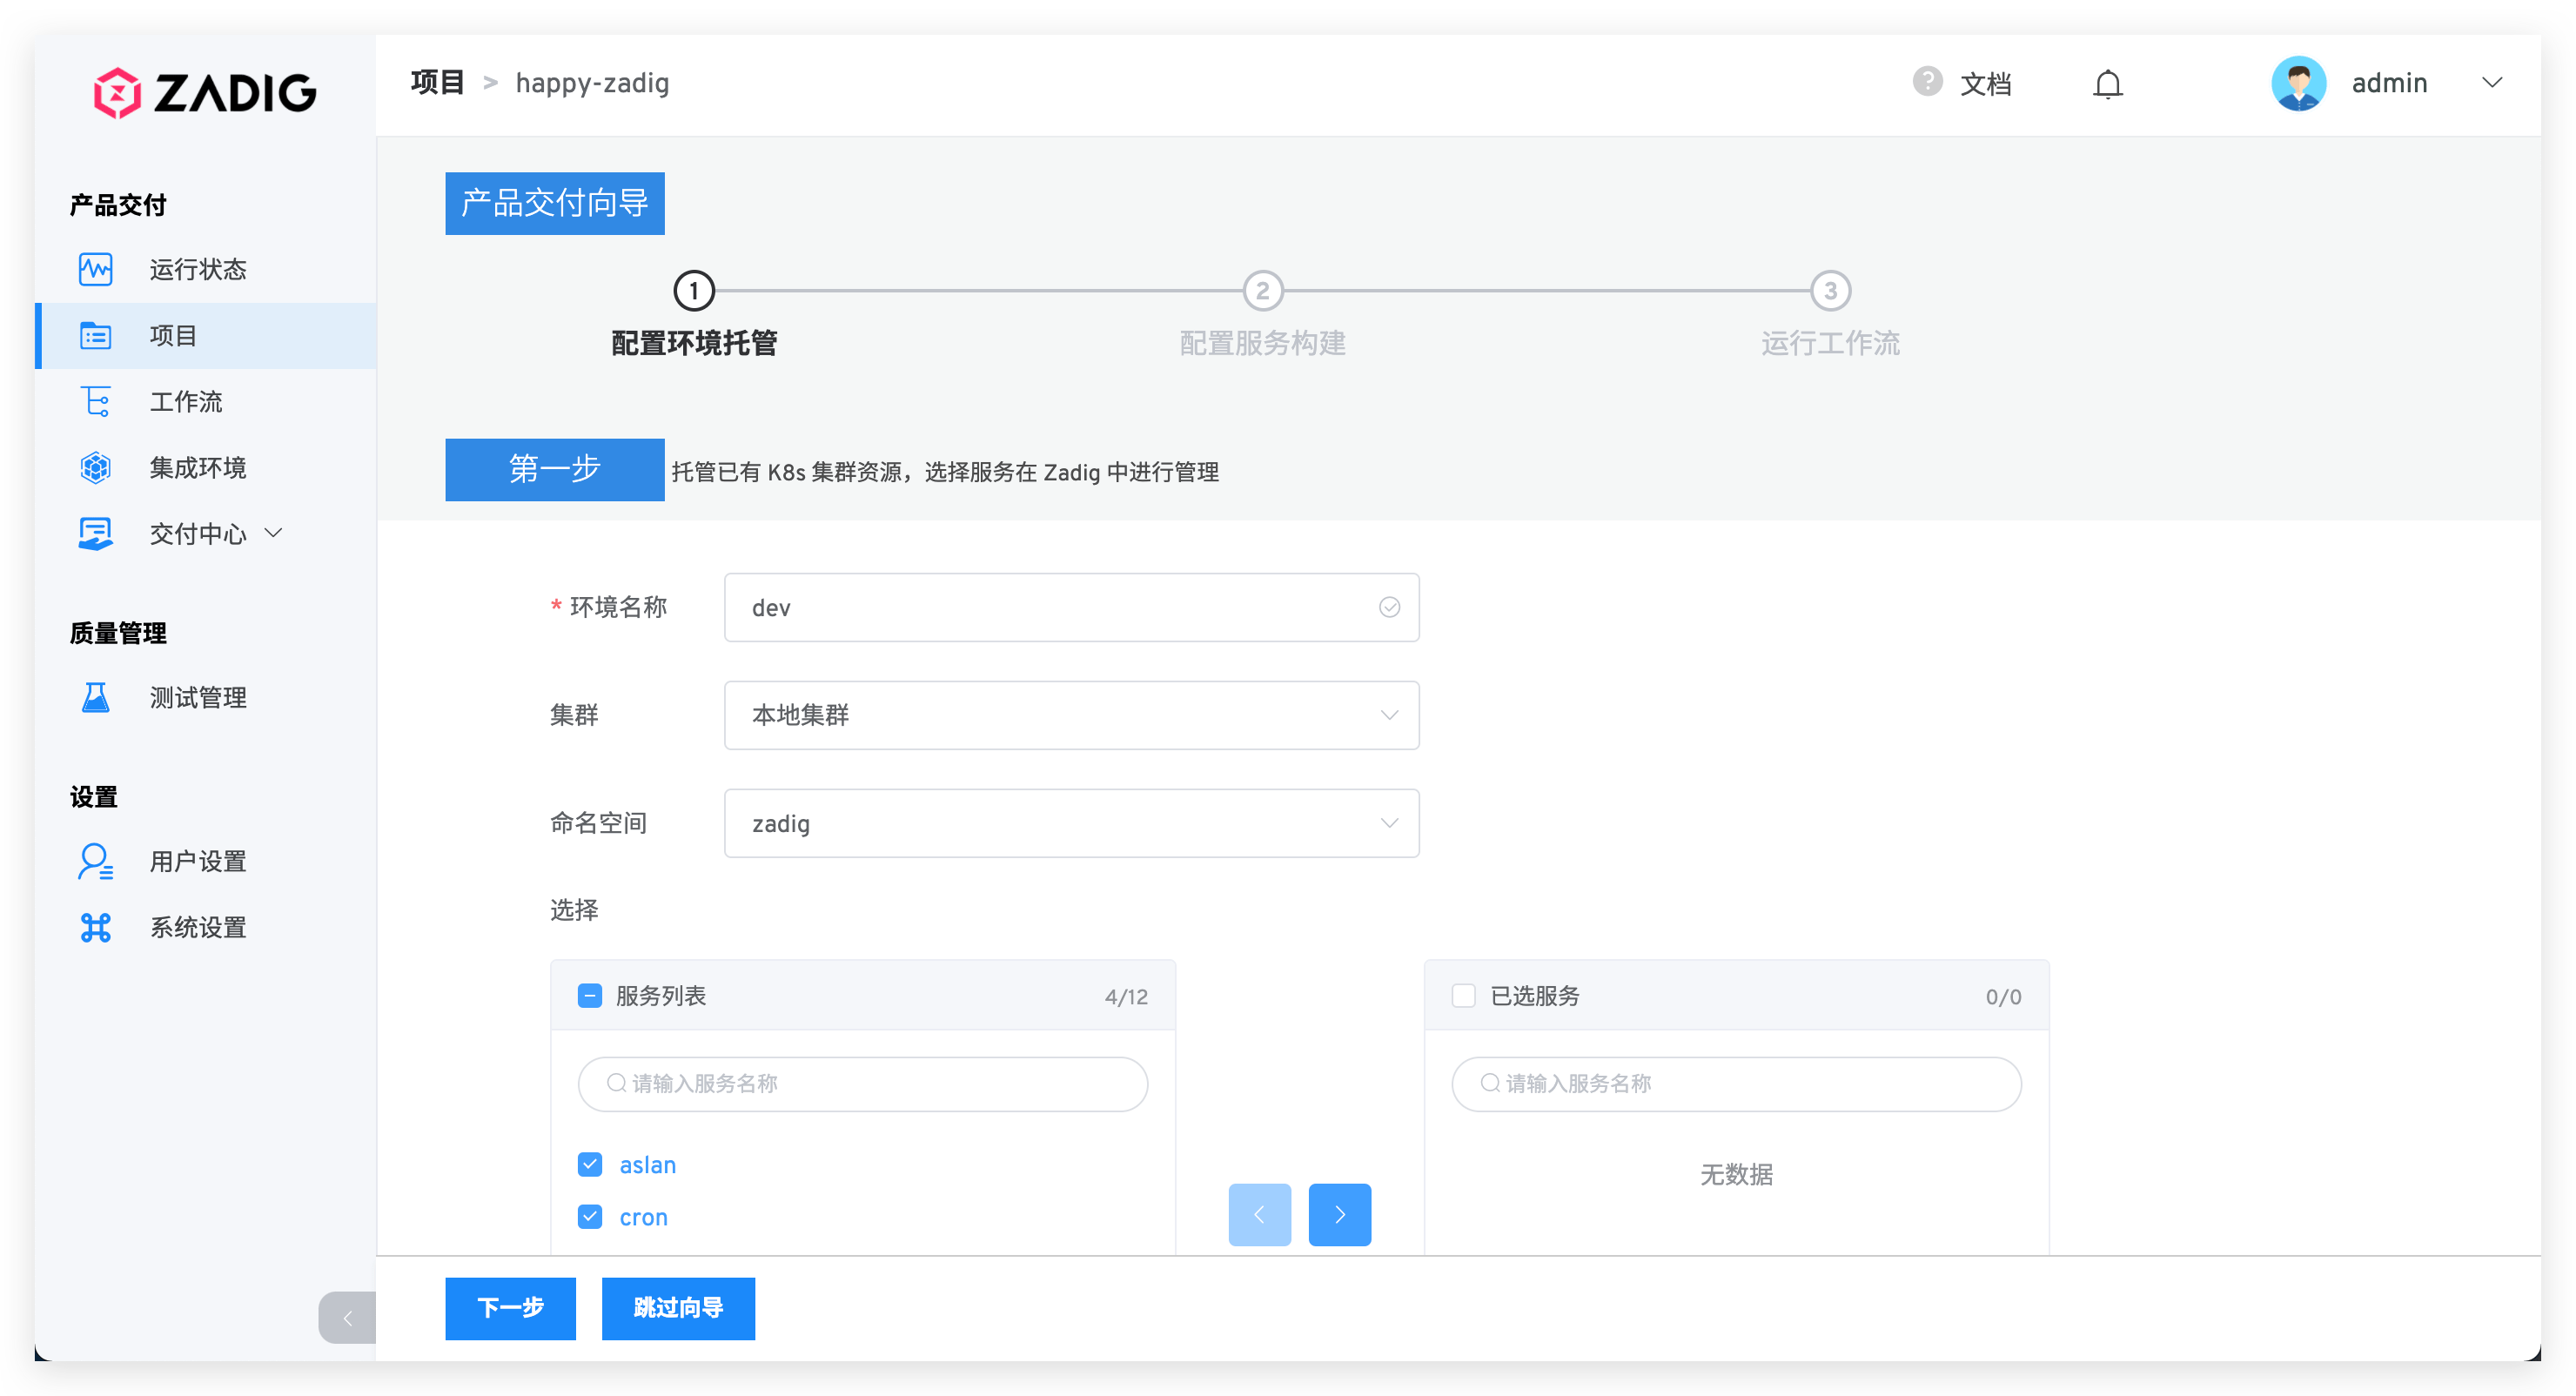 ZADIG
产品交付
运行状态
项目
工作流
集成环境
交付中心
质量管理
测试管理
设置
用户设置
系统设置
项目 > happy-zadig
? 文档
admin
产品交付向导
1
2
3
配置环境托管
配置服务构建
运行工作流
第一步 托管已有 K8s 集群资源，选择服务在 Zadig 中进行管理
* 环境名称 dev
集群 本地集群
命名空间 zadig
选择
服务列表 4/12
请输入服务名称
aslan
cron
已选服务 0/0
请输入服务名称
无数据
下一步 跳过向导